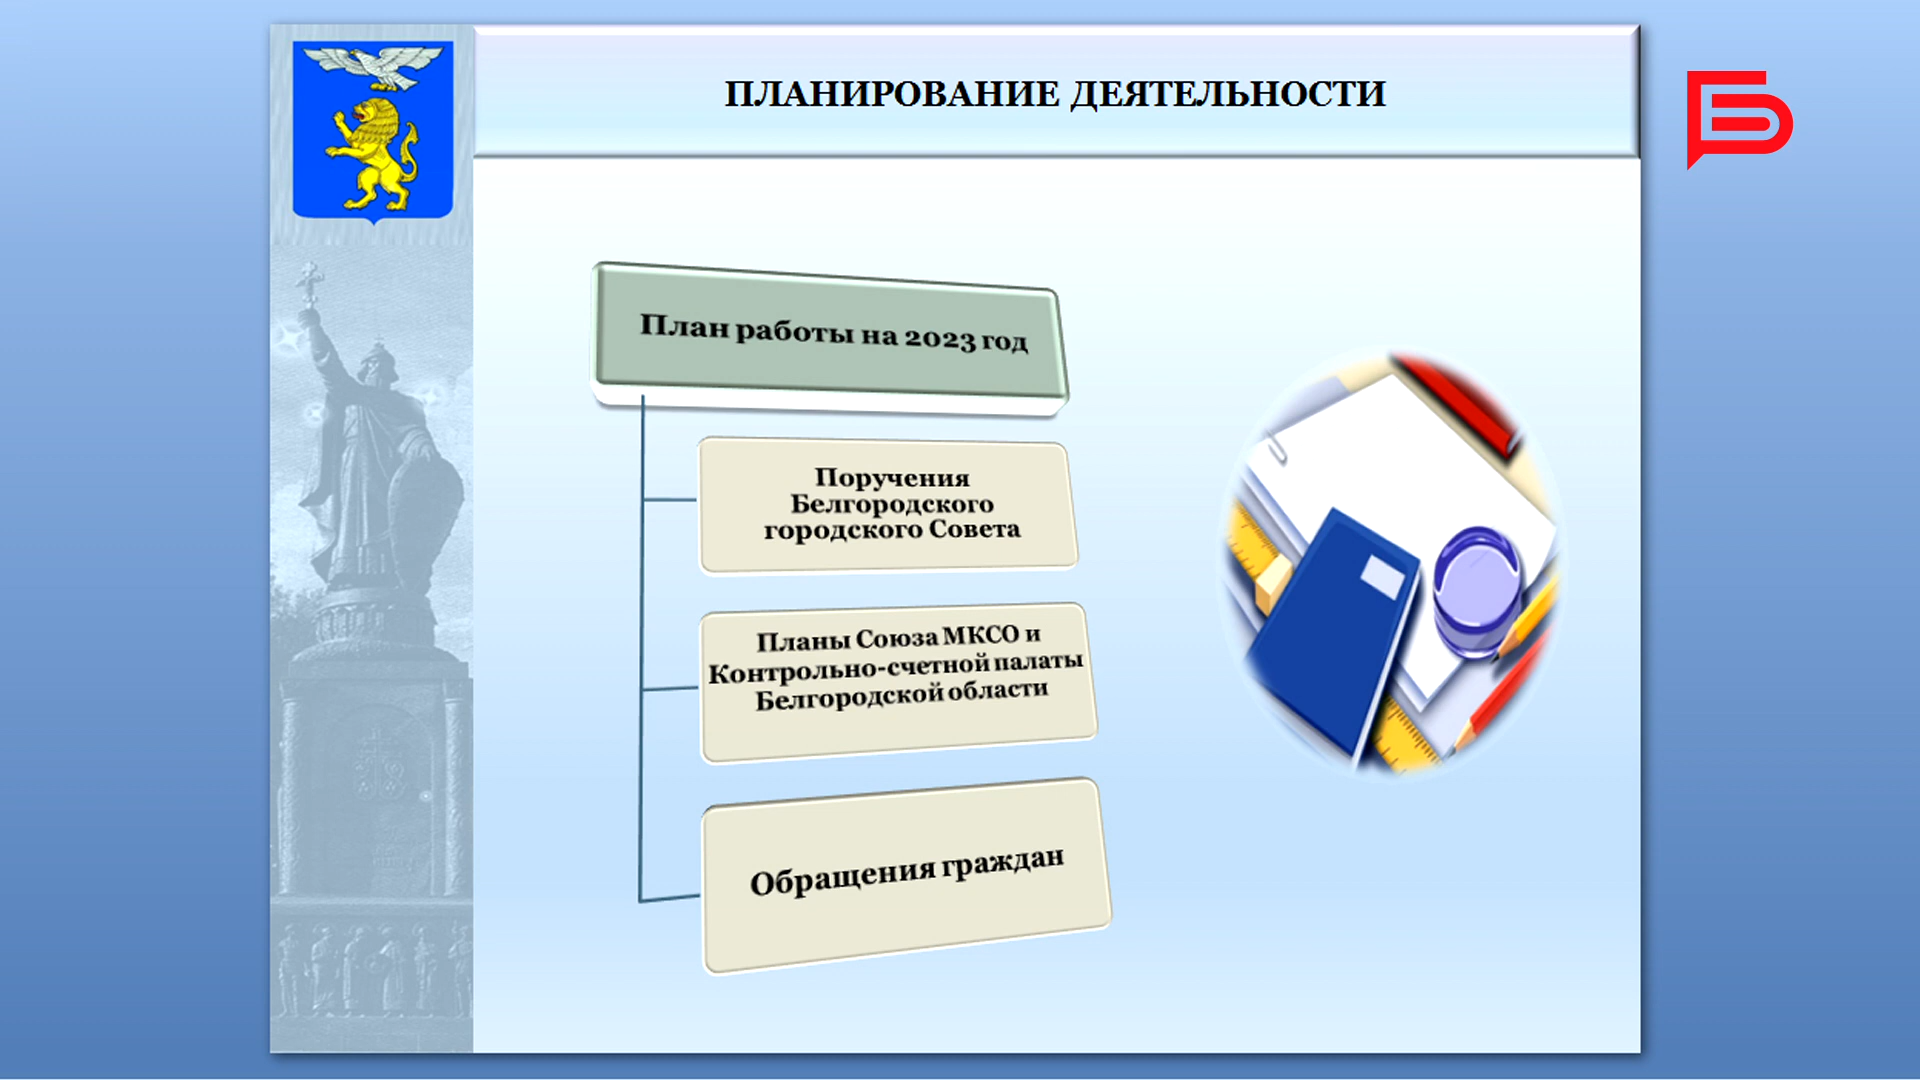 ПЛАНИРОВАНИЕ ДЕЯТЕЛЬНОСТИ
Б
План работы на 2023 год
Поручения
Белгородского
городского Совета
Планы Союза МКСО и
Контрольно-счетной палаты
Белгородской области
Обращения граждан